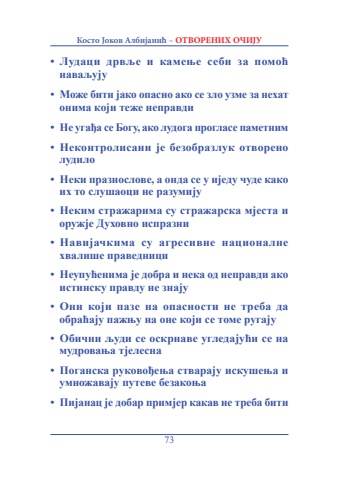 Косто Јоков Албијанић – ОТВОРЕНИХ ОЧИЈУ
• Лудаци дрвље и камење себи за помоћ
наваљују
• Може бити јако опасно ако се зло узме за нехат
онима који теже неправди
• Не угађа се Богу, ако лудога прогласе паметним
• Неконтролисани је безобразлук отворено
лудило
• Неки празнослове, а онда се у иједу чуде како
их то слушаоци не разумију
• Неким стражарима су стражарска мјеста и
оружје Духовно испразни
• Навијачкима су агресивне националне
хвалише праведници
• Неупућенима је добра и нека од неправди ако
истинску правду не знају
• Они који пазе на опасности не треба да
обраћају пажњу на оне који се томе ругају
• Обични људи се оскрнаве угледајући се на
мудровања тјелесна
• Поганска руковођења стварају искушења и
умножавају путеве безакоња
• Пијанац је добар примјер какав не треба бити
73